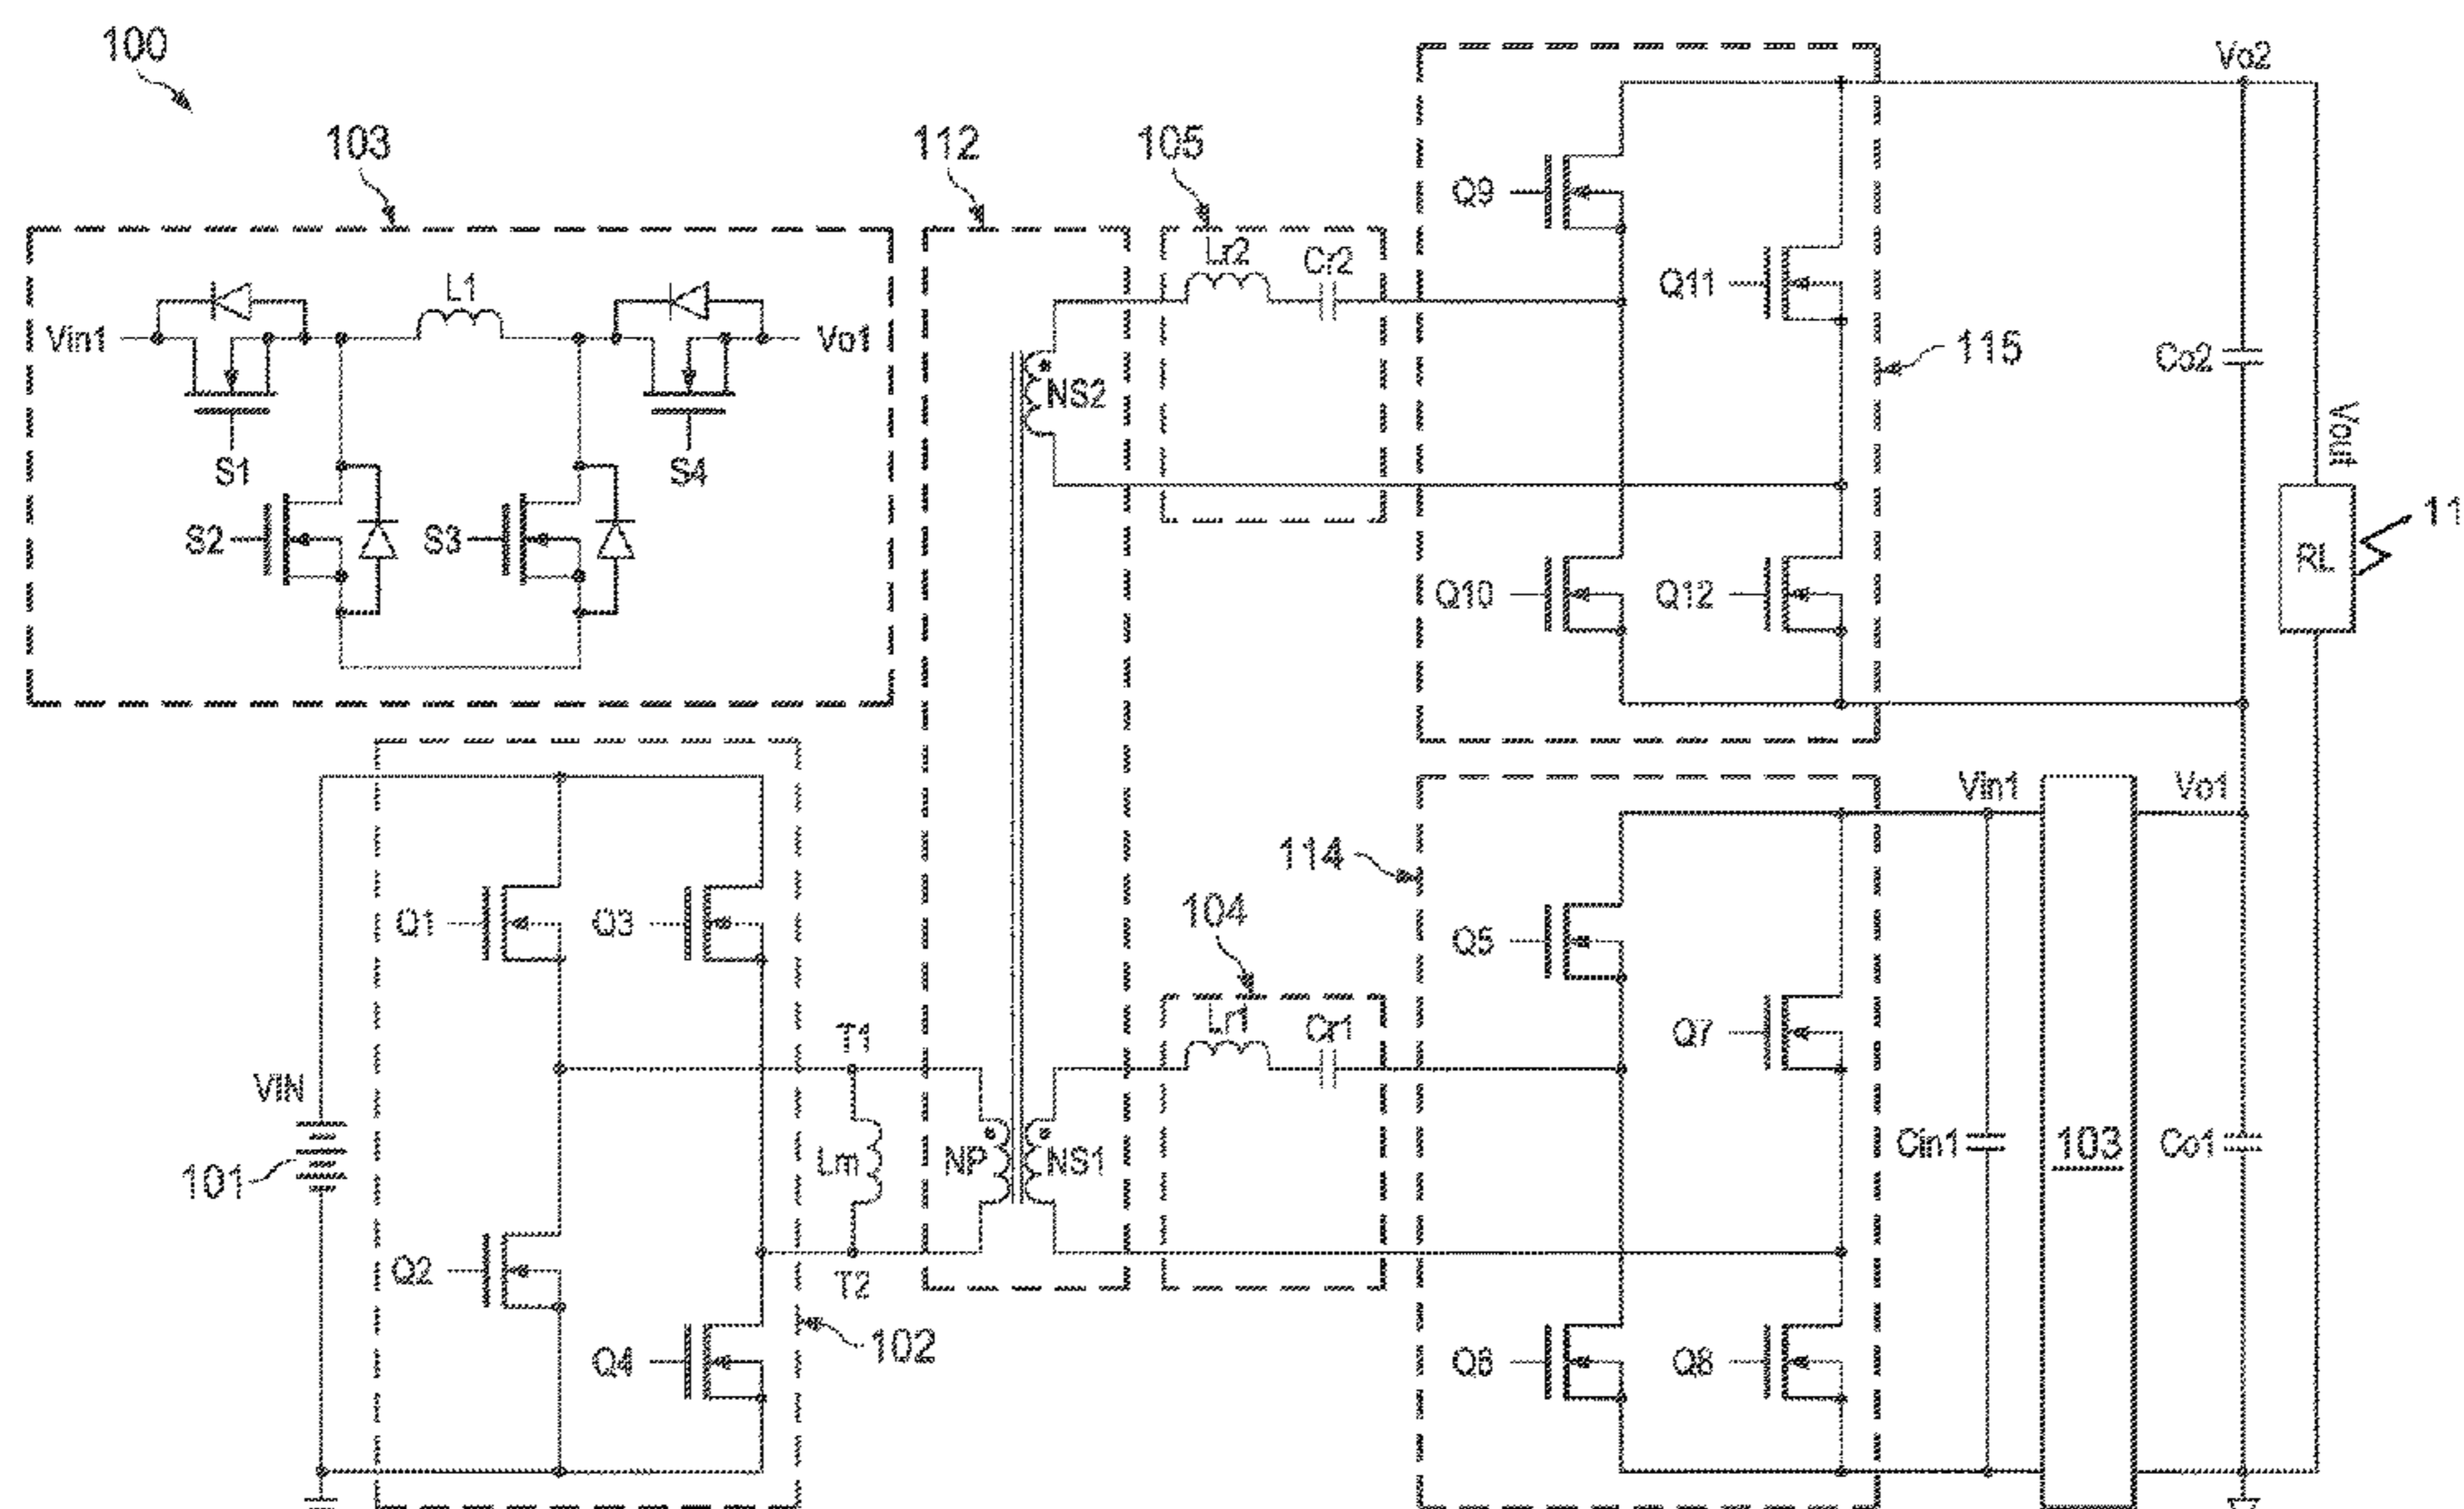 100
103
112
105
Vo2
Lr2
Cr2
Q9
Q11
115
L1
Vin1
Vo1
S1
S4
S2
S3
NS2
Co2
Vout
RL
11
Q10
Q12
Vin1
Vo1
114
104
Q1
Q3
Q5
Lr1
Cr1
Q7
T1
VIN
101
Lm
NP
NS1
Cin1
103
Co1
Q2
T2
Q4
102
Q6
Q8